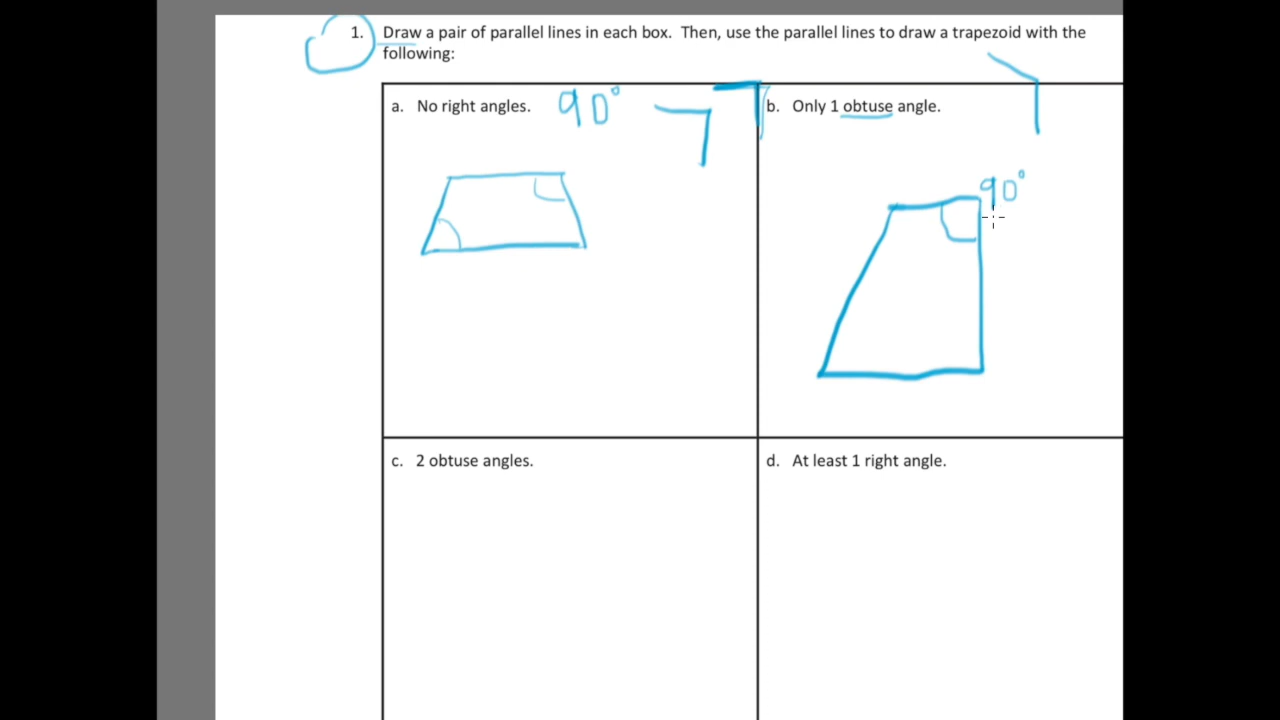 1. Draw a pair of parallel lines in each box. Then, use the parallel lines to draw a trapezoid with the
following:
a. No right angles. 90°
b. Only 1 obtuse angle.
90°
c. 2 obtuse angles.
d. At least 1 right angle.